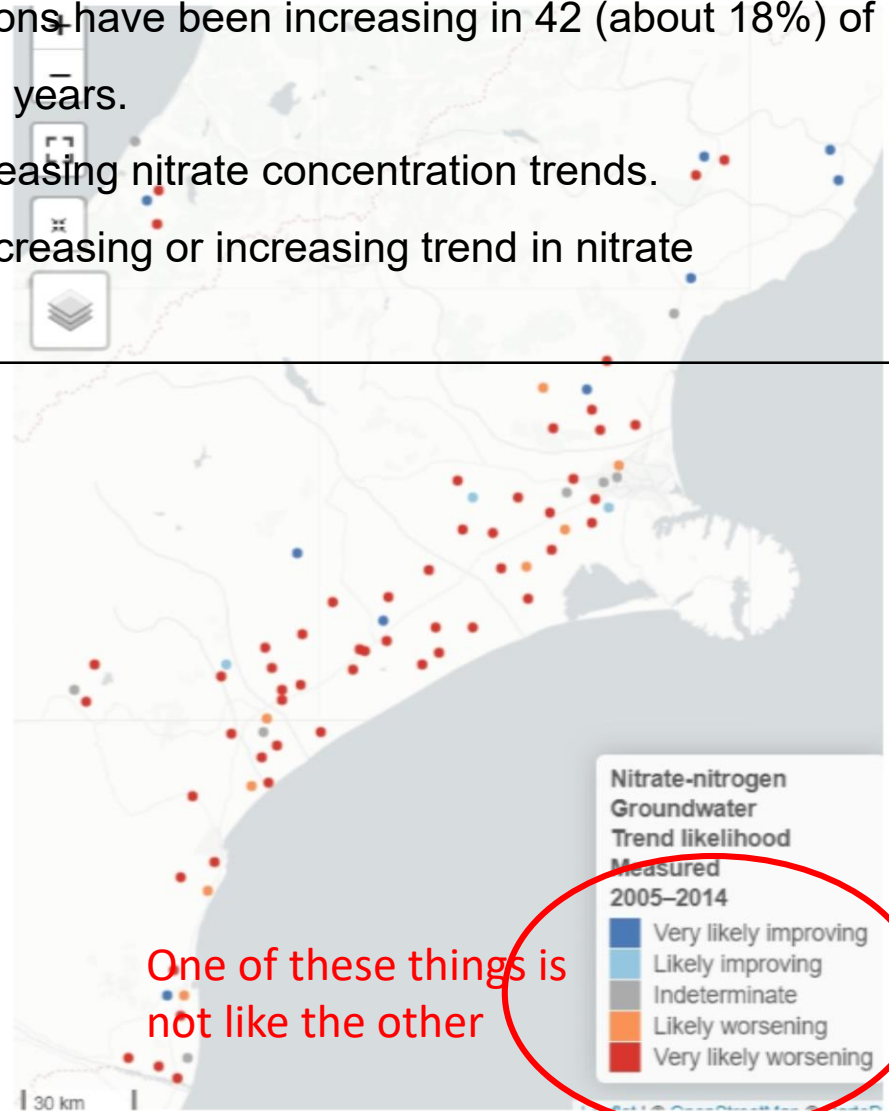 ons have been increasing in 42 (about 18%) of
years.
easing nitrate concentration trends.
creasing or increasing trend in nitrate
Nitrate-nitrogen
Groundwater
Trend likelihood
Measured
2005–2014
Very likely improving
Likely improving
Indeterminate
Likely worsening
Very likely worsening
One of these things is
not like the other
30 km
OpenStreetMap